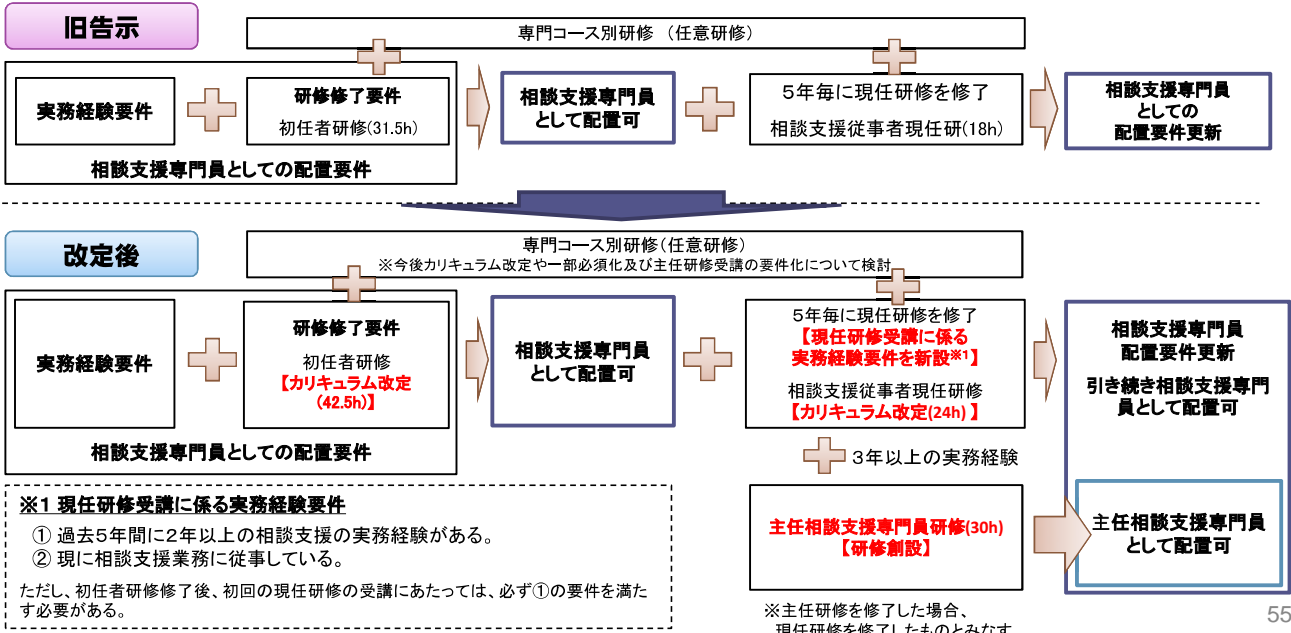 旧告示
専門コース別研修 （任意研修）
実務経験要件
研修修了要件
初任者研修(31.5h)
相談支援専門員としての配置要件
相談支援専門員
として配置可
５年毎に現任研修を修了
相談支援従事者現任研(18h)
相談支援専門員
としての
配置要件更新
改定後
専門コース別研修（任意研修）
※今後カリキュラム改定や一部必須化及び主任研修受講の要件化について検討
実務経験要件
研修修了要件
初任者研修
【カリキュラム改定
(42.5h)】
相談支援専門員としての配置要件
相談支援専門員
として配置可
５年毎に現任研修を修了
【現任研修受講に係る
実務経験要件を新設※1】
相談支援従事者現任研修
【カリキュラム改定(24h) 】
３年以上の実務経験
主任相談支援専門員研修(30h)
【研修創設】
※主任研修を修了した場合、
現任研修を修了したものとみなす
相談支援専門員
配置要件更新
引き続き相談支援専門
員として配置可
主任相談支援専門員
として配置可
※１ 現任研修受講に係る実務経験要件
① 過去５年間に２年以上の相談支援の実務経験がある。
② 現に相談支援業務に従事している。
ただし、初任者研修修了後、初回の現任研修の受講にあたっては、必ず①の要件を満た
す必要がある。
55